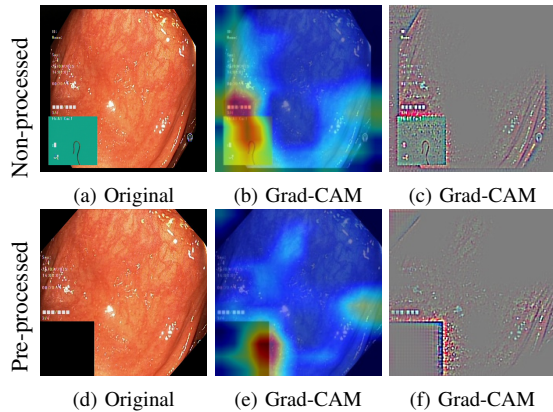 Non-processed
(a) Original
(b) Grad-CAM
(c) Grad-CAM
Pre-processed
(d) Original
(e) Grad-CAM
(f) Grad-CAM